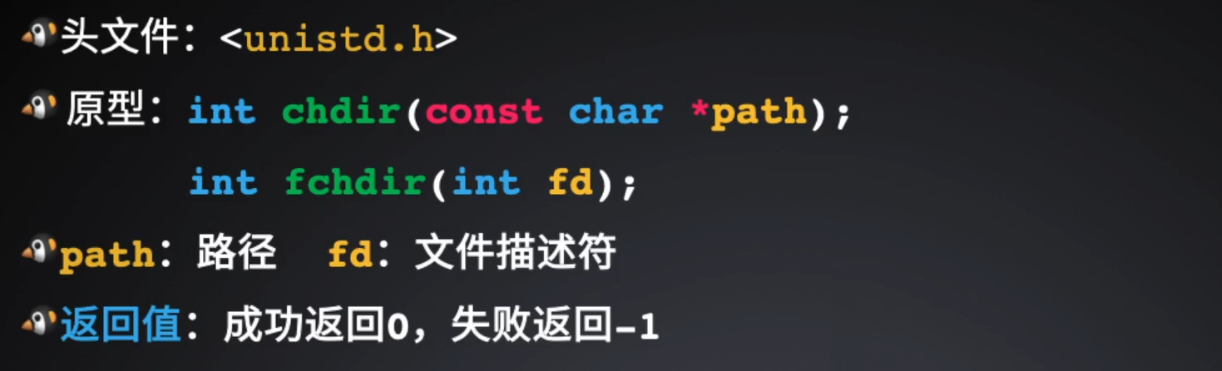 头文件：<unistd.h>
原型：int chdir(const char *path);
int fchdir(int fd);
path：路径 fd：文件描述符
返回值：成功返回0，失败返回-1